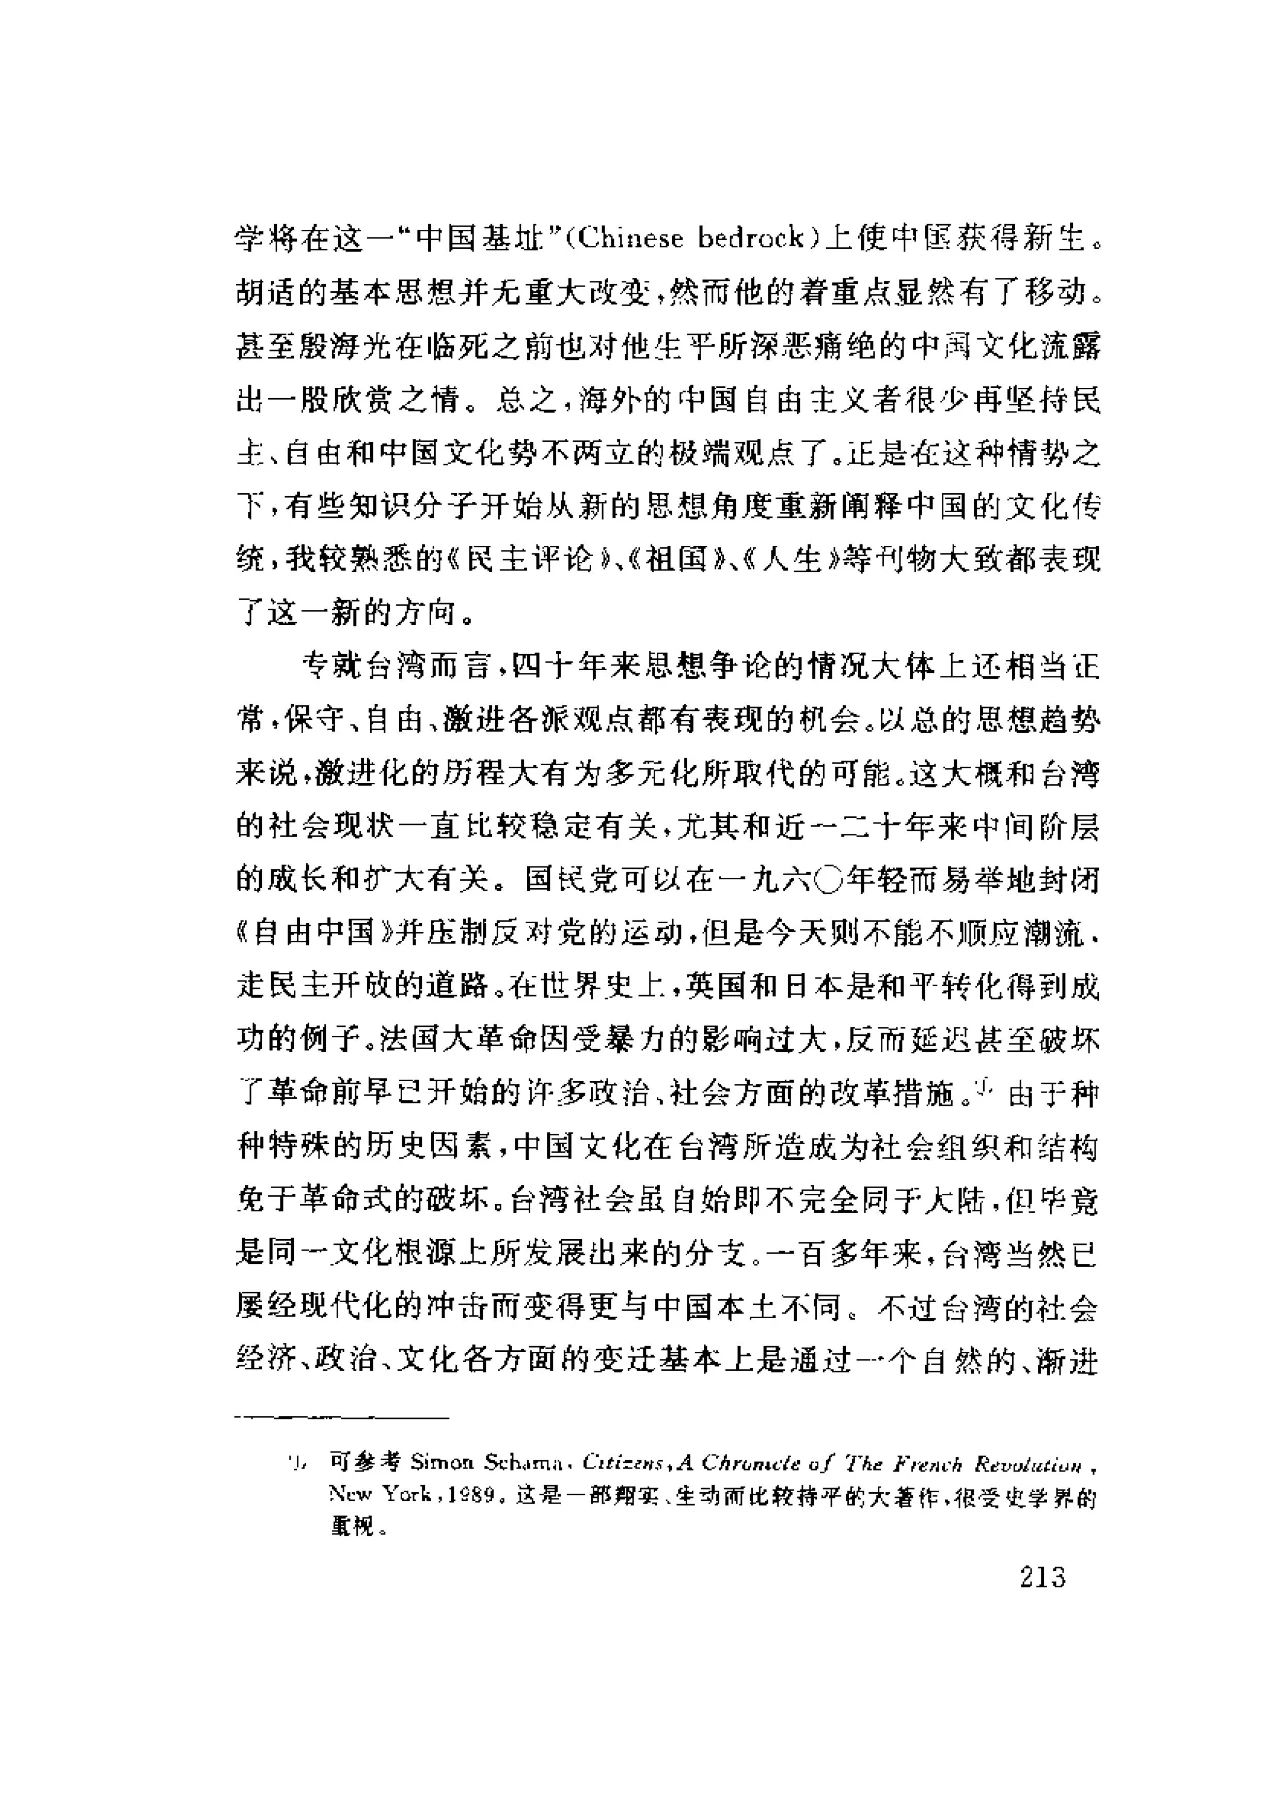 学将在这一“中国基址”(Chinese bedrock)上使中国获得新生。
胡适的基本思想并无重大改变,然而他的着重点显然有了移动。
甚至殷海光在临死之前也对他生平所深恶痛绝的中国文化流露
出一股欣赏之情。总之,海外的中国自由主义者很少再坚持民
主、自由和中国文化势不两立的极端观点了。正是在这种情势之
下,有些知识分子开始从新的思想角度重新阐释中国的文化传
统,我较熟悉的《民主评论》、《祖国》、《人生》等刊物大致都表现
了这一新的方向。
专就台湾而言,四十年来思想争论的情况大体上还相当正
常,保守、自由、激进各派观点都有表现的机会。以总的思想趋势
来说,激进化的历程大有为多元化所取代的可能。这大概和台湾
的社会现状一直比较稳定有关,尤其和近一二十年来中间阶层
的成长和扩大有关。国民党可以在一九六〇年轻而易举地封闭
《自由中国》并压制反对党的运动,但是今天则不能不顺应潮流,
走民主开放的道路。在世界史上,英国和日本是和平转化得到成
功的例子。法国大革命因受暴力的影响过大,反而延迟甚至破坏
了革命前早已开始的许多政治、社会方面的改革措施。① 由于种
种特殊的历史因素,中国文化在台湾所造成为社会组织和结构
免于革命式的破坏。台湾社会虽自始即不完全同于大陆,但毕竟
是同一文化根源上所发展出来的分支。一百多年来,台湾当然已
屡经现代化的冲击而变得更与中国本土不同。不过台湾的社会
经济、政治、文化各方面的变迁基本上是通过一个自然的、渐进
① 可参考 Simon Schama, Citizens, A Chronicle of The French Revolution,
New York,1989。这是一部翔实、生动而比较持平的大著作,很受史学界的
重视。
213